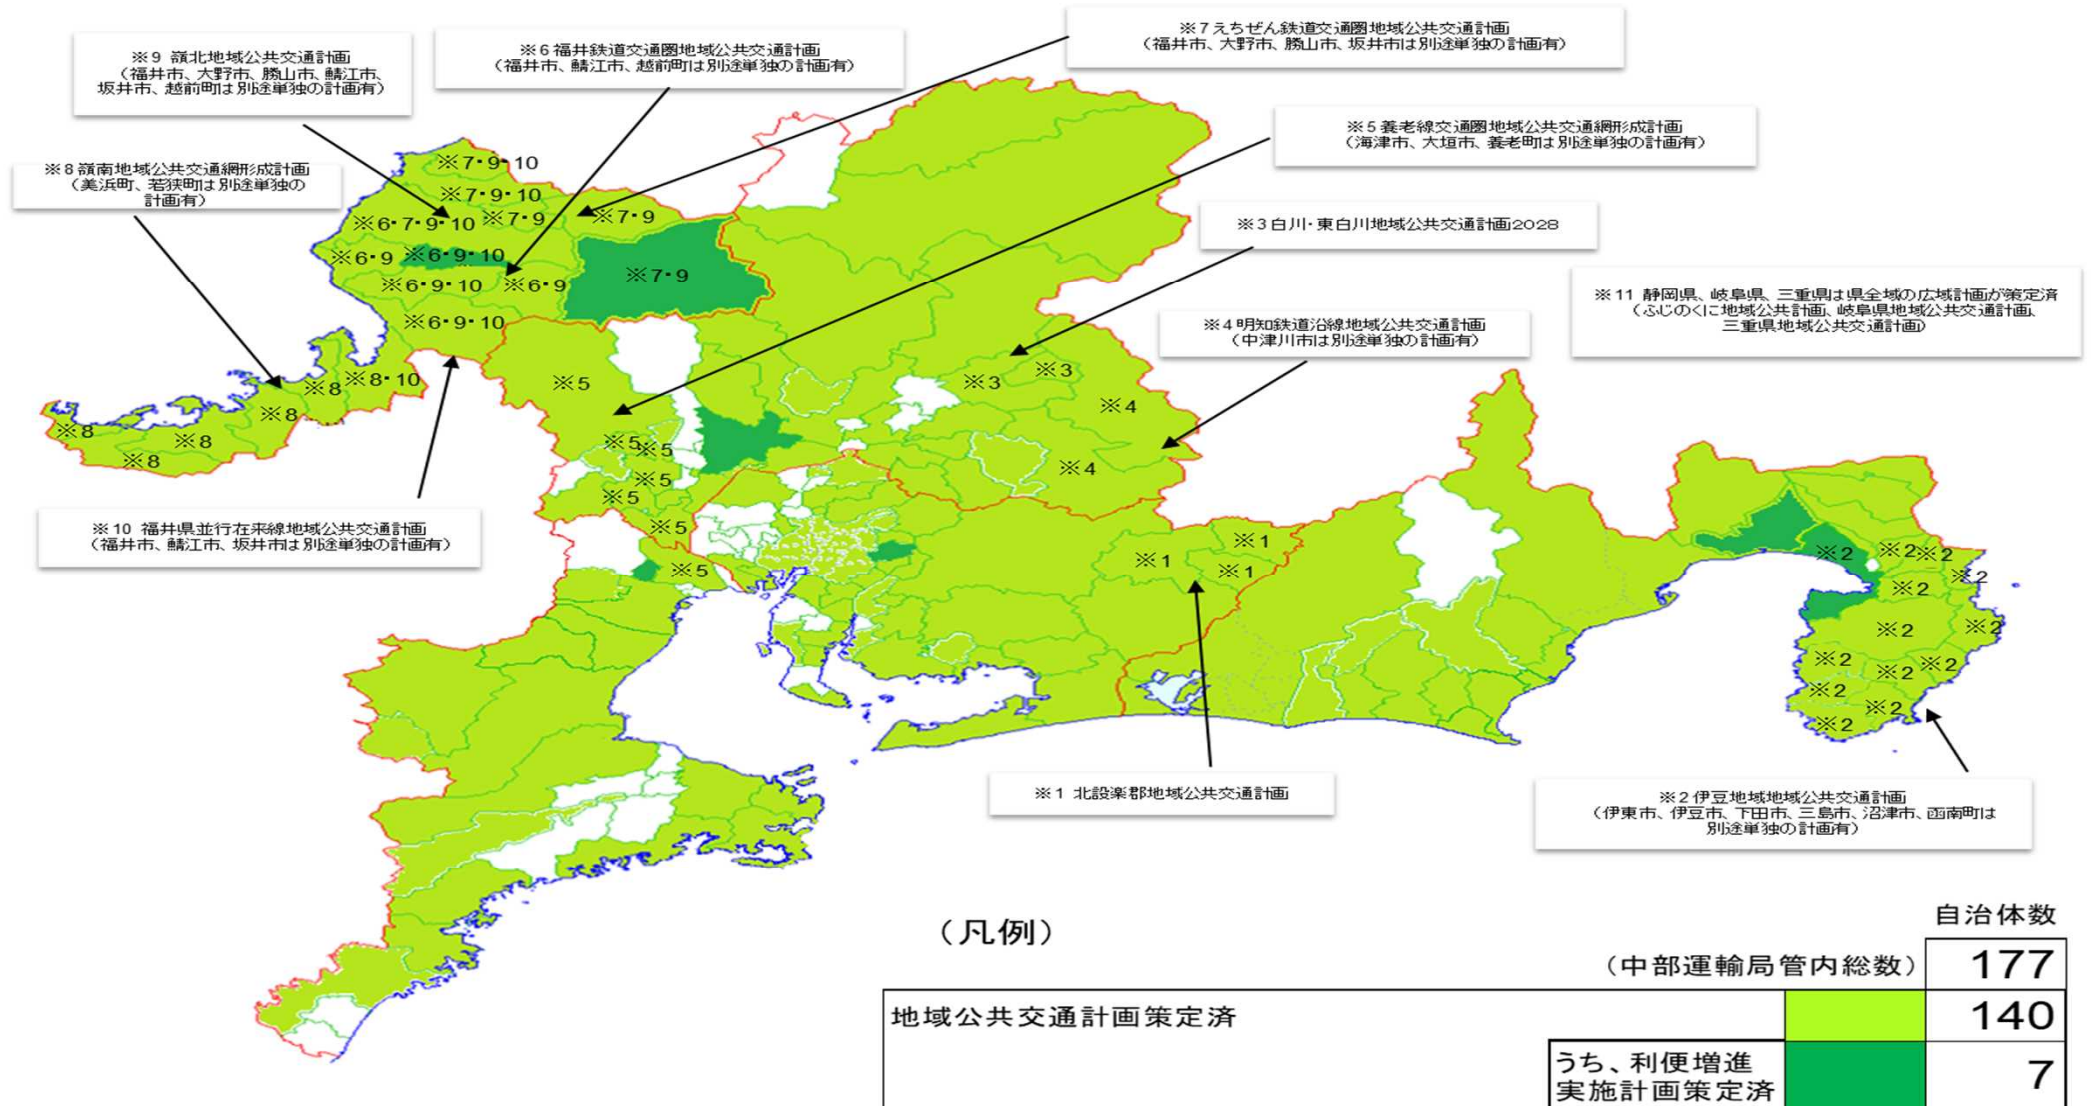 ※7えちぜん鉄道交通圏地域公共交通計画
（福井市、大野市、勝山市、坂井市は別途単独の計画有）
※9 嶺北地域公共交通計画
（福井市、大野市、勝山市、鯖江市、
坂井市、越前町は別途単独の計画有）
※6福井鉄道交通圏地域公共交通計画
（福井市、鯖江市、越前町は別途単独の計画有）
※5養老線交通圏地域公共交通網形成計画
（海津市、大垣市、養老町は別途単独の計画有）
※8嶺南地域公共交通網形成計画
（美浜町、若狭町は別途単独の
計画有）
※3白川・東白川地域公共交通計画2028
※11 静岡県、岐阜県、三重県は県全域の広域計画が策定済
（ふじのくに地域公共計画、岐阜県地域公共交通計画、
三重県地域公共交通計画）
※4明知鉄道沿線地域公共交通計画
（中津川市は別途単独の計画有）
※10 福井県並行在来線地域公共交通計画
（福井市、鯖江市、坂井市は別途単独の計画有）
※1 北設楽郡地域公共交通計画
※2伊豆地域地域公共交通計画
（伊東市、伊豆市、下田市、三島市、沼津市、函南町は
別途単独の計画有）
※7・9・10
※7・9・10
※6・7・9・10
※7・9
※7・9
※6・9
※6・9・10
※6・9・10
※6・9
※7・9
※6・9・10
※8・10
※8
※8
※8
※8
※8
※5
※5
※5
※5
※5
※5
※5
※3
※3
※4
※4
※1
※1
※1
※2
※2
※2
※2
※2
※2
※2
※2
※2
※2
※2
※2
※2
（凡例）
自治体数
（中部運輸局管内総数） 177
地域公共交通計画策定済 140
うち、利便増進
実施計画策定済 7